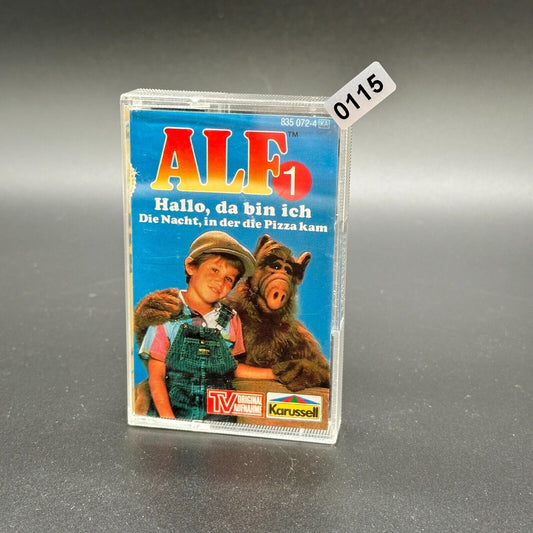 0115
835 072-4
ALF™
1
Hallo, da bin ich
Die Nacht, in der die Pizza kam
TV ORIGINAL
AUFNAHME
Karussell